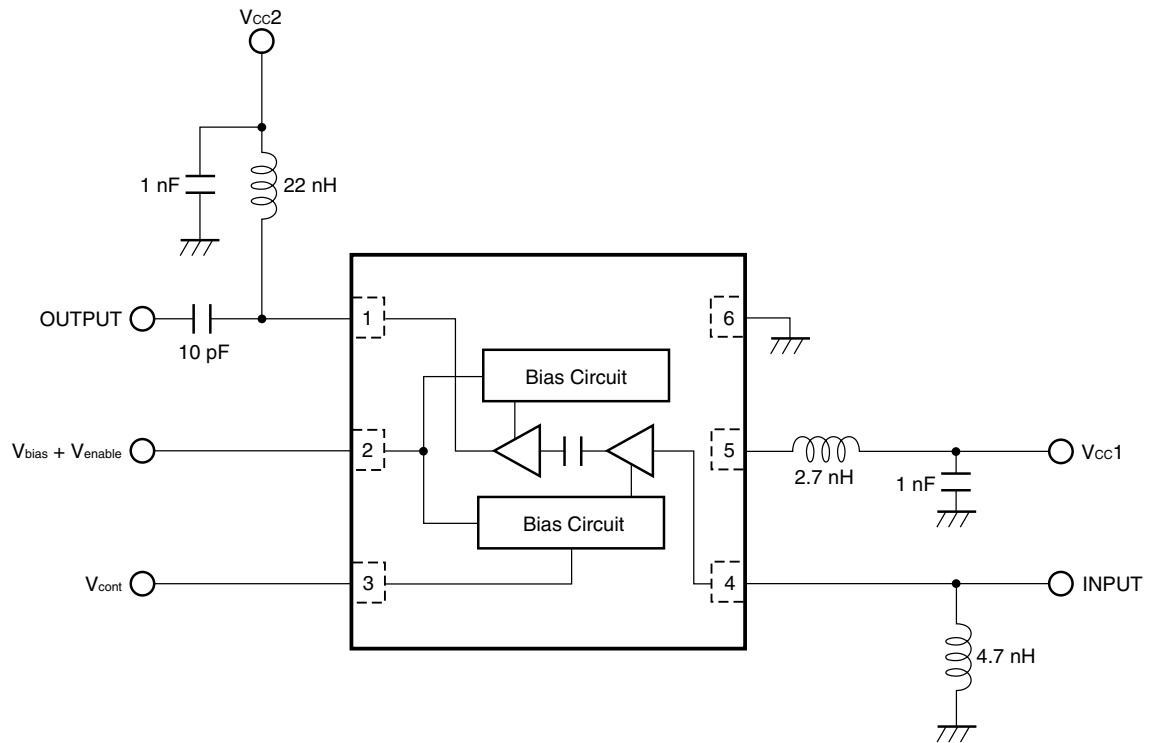 VCC2
1 nF
22 nH
OUTPUT
10 pF
1
6
Bias Circuit
Vbias + Venable
2
5
2.7 nH
1 nF
VCC1
Bias Circuit
Vcont
3
4
INPUT
4.7 nH